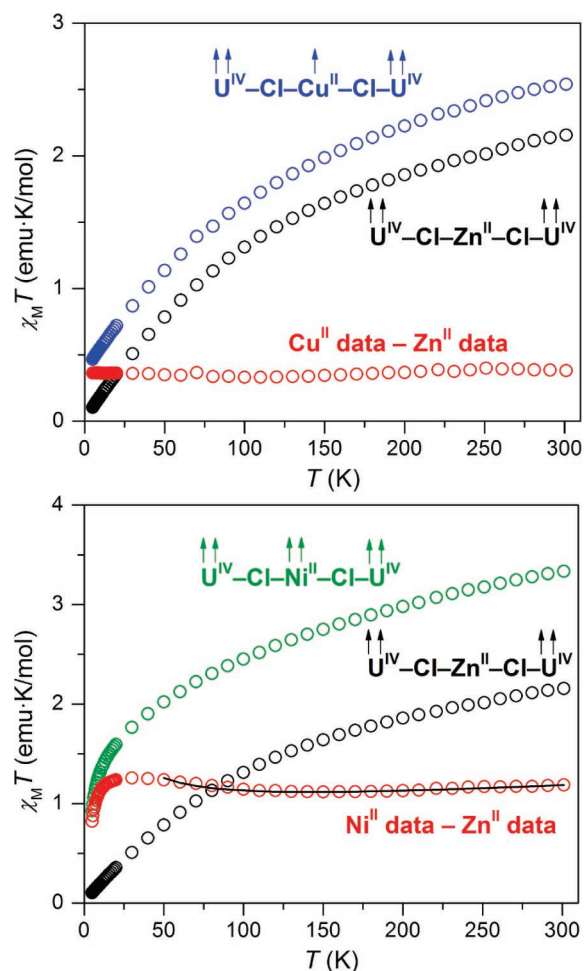 3
2
1
0
χ_M T (emu·K/mol)
U^IV–Cl–Cu^II–Cl–U^IV
U^IV–Cl–Zn^II–Cl–U^IV
Cu^II data – Zn^II data
0 50 100 150 200 250 300
T (K)
4
3
2
1
0
χ_M T (emu·K/mol)
U^IV–Cl–Ni^II–Cl–U^IV
U^IV–Cl–Zn^II–Cl–U^IV
Ni^II data – Zn^II data
0 50 100 150 200 250 300
T (K)